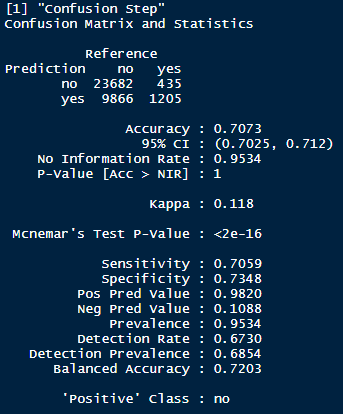 [1] "Confusion Step"
Confusion Matrix and Statistics

          Reference
Prediction    no   yes
       no  23682   435
       yes  9866  1205

               Accuracy : 0.7073
                 95% CI : (0.7025, 0.712)
    No Information Rate : 0.9534
    P-Value [Acc > NIR] : 1

                  Kappa : 0.118

 Mcnemar's Test P-Value : <2e-16

            Sensitivity : 0.7059
            Specificity : 0.7348
         Pos Pred Value : 0.9820
         Neg Pred Value : 0.1088
             Prevalence : 0.9534
         Detection Rate : 0.6730
   Detection Prevalence : 0.6854
      Balanced Accuracy : 0.7203

       'Positive' Class : no